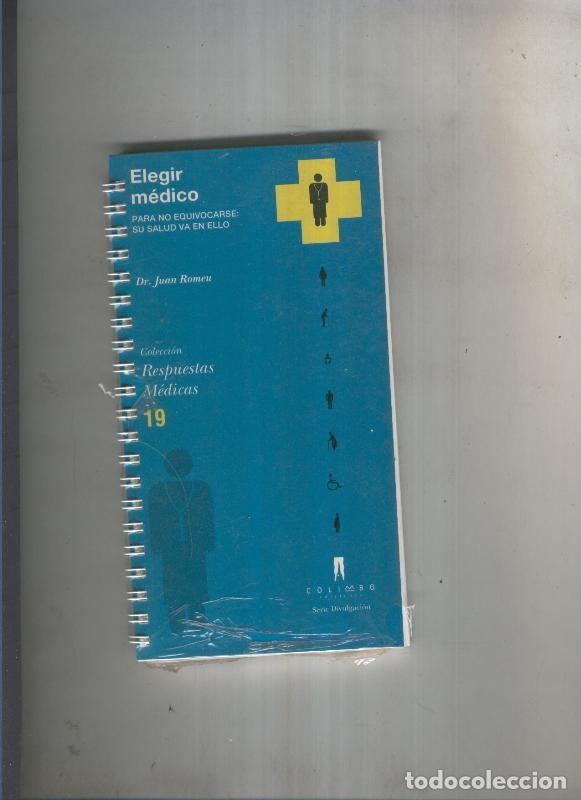 Elegir
médico
PARA NO EQUIVOCARSE:
SU SALUD VA EN ELLO
Dr. Juan Romeu
Colección
Respuestas
Médicas
19
COLIMBO
Serie Divulgación
todocoleccion